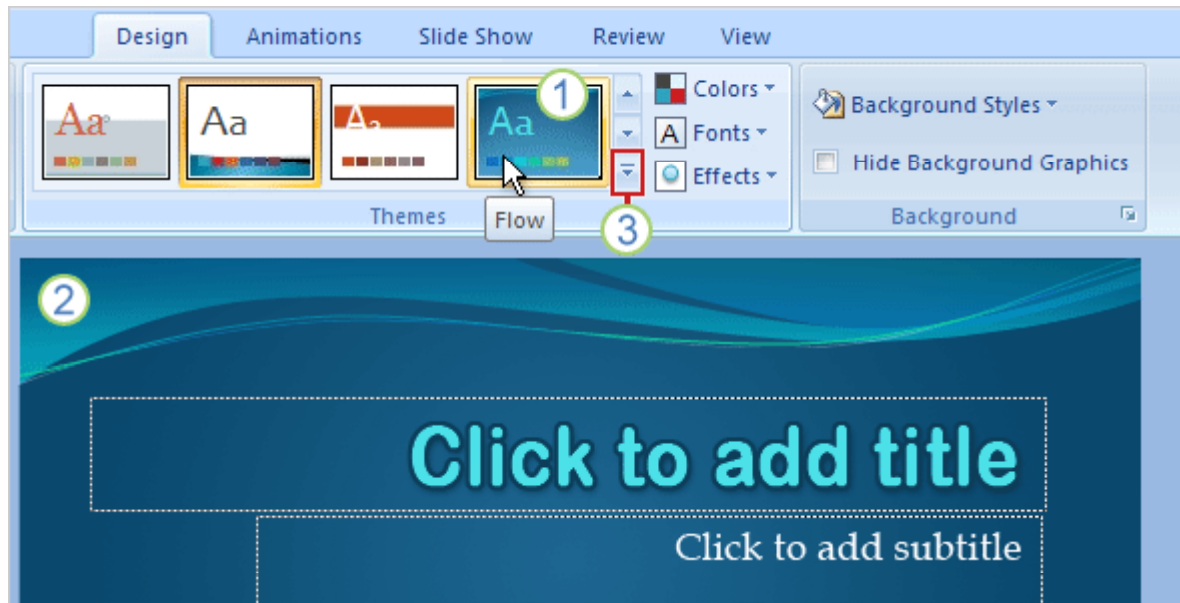 Design Animations Slide Show Review View
Aa Aa Aa Aa 1
Colors
A Fonts
Effects
Background Styles
Hide Background Graphics
Themes Flow 3 Background
2
Click to add title
Click to add subtitle